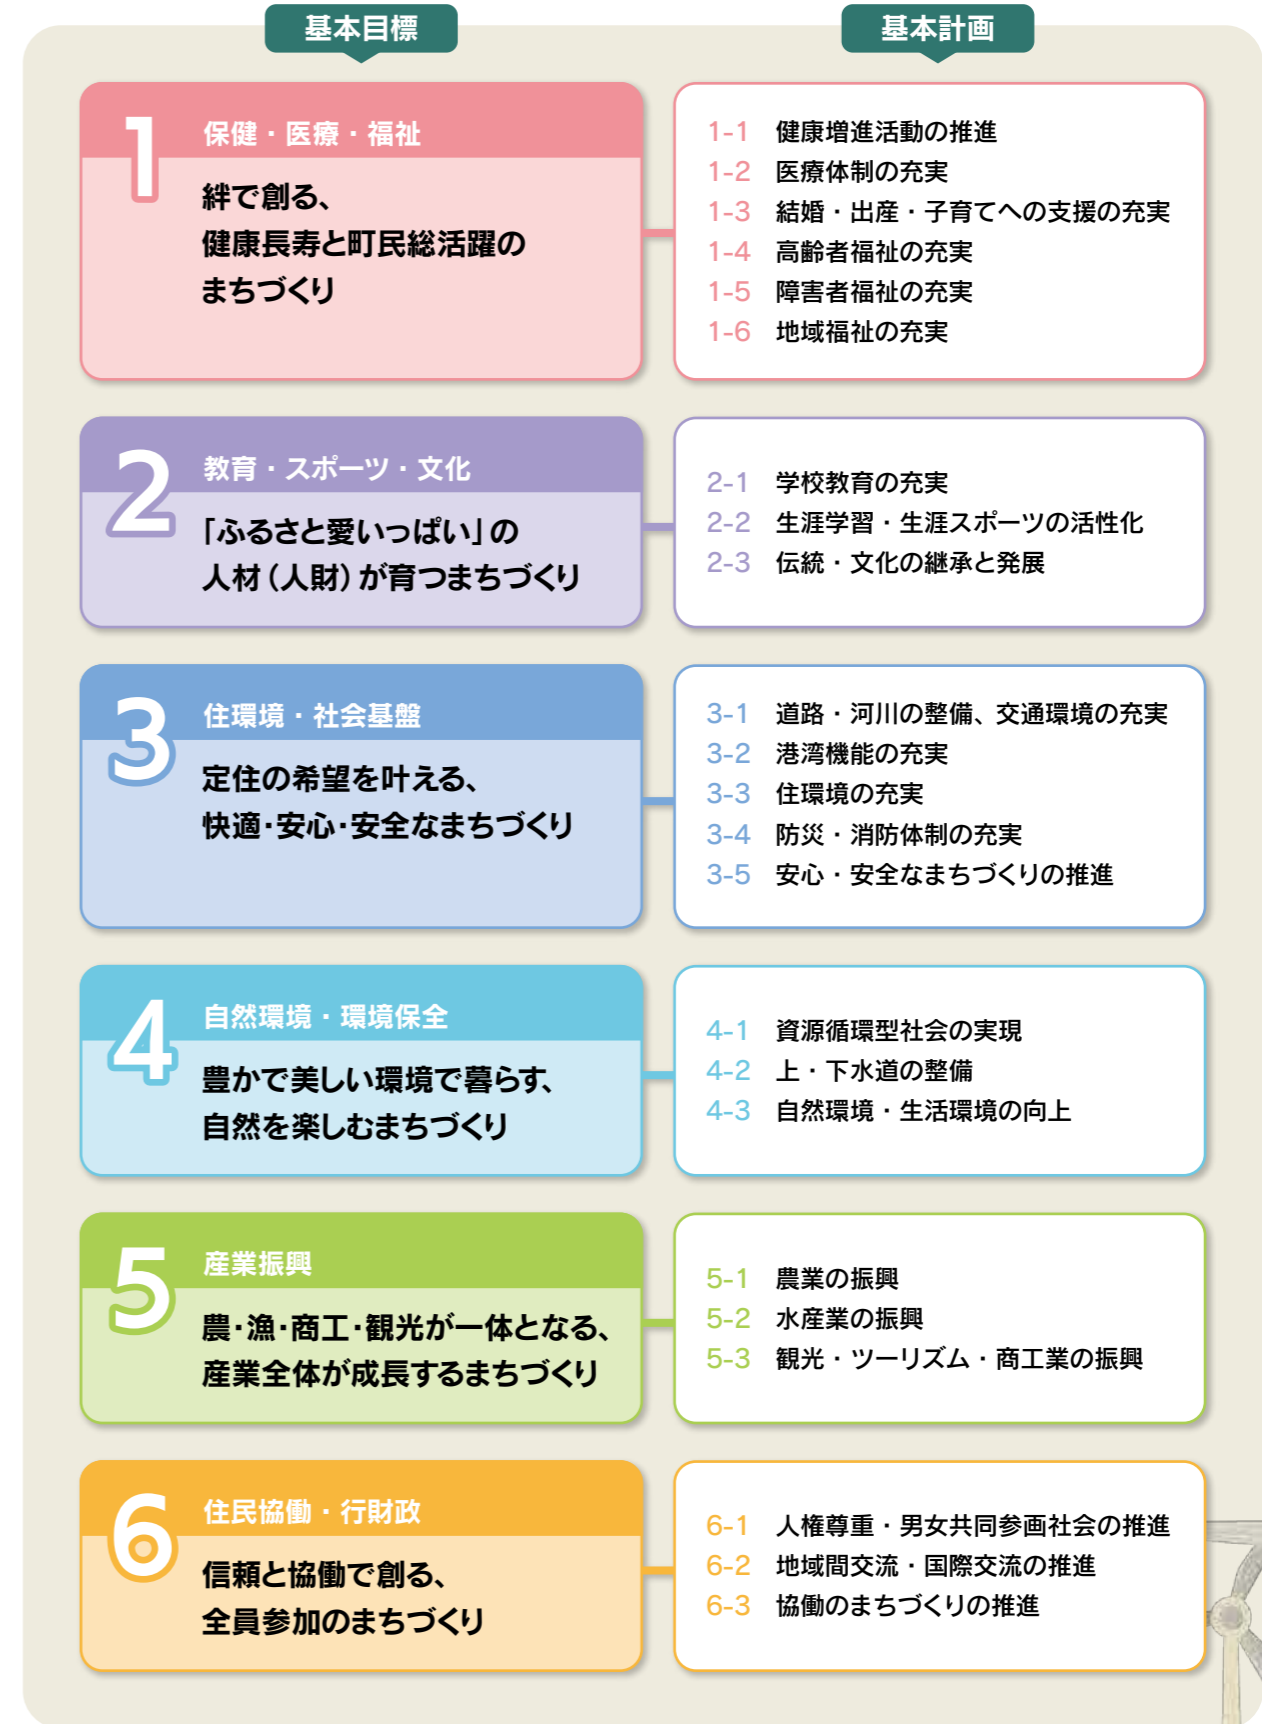 基本目標
基本計画
1
保健・医療・福祉
絆で創る、
健康長寿と町民総活躍の
まちづくり
1-1 健康増進活動の推進
1-2 医療体制の充実
1-3 結婚・出産・子育てへの支援の充実
1-4 高齢者福祉の充実
1-5 障害者福祉の充実
1-6 地域福祉の充実
2
教育・スポーツ・文化
「ふるさと愛いっぱい」の
人材（人財）が育つまちづくり
2-1 学校教育の充実
2-2 生涯学習・生涯スポーツの活性化
2-3 伝統・文化の継承と発展
3
住環境・社会基盤
定住の希望を叶える、
快適・安心・安全なまちづくり
3-1 道路・河川の整備、交通環境の充実
3-2 港湾機能の充実
3-3 住環境の充実
3-4 防災・消防体制の充実
3-5 安心・安全なまちづくりの推進
4
自然環境・環境保全
豊かで美しい環境で暮らす、
自然を楽しむまちづくり
4-1 資源循環型社会の実現
4-2 上・下水道の整備
4-3 自然環境・生活環境の向上
5
産業振興
農・漁・商工・観光が一体となる、
産業全体が成長するまちづくり
5-1 農業の振興
5-2 水産業の振興
5-3 観光・ツーリズム・商工業の振興
6
住民協働・行財政
信頼と協働で創る、
全員参加のまちづくり
6-1 人権尊重・男女共同参画社会の推進
6-2 地域間交流・国際交流の推進
6-3 協働のまちづくりの推進